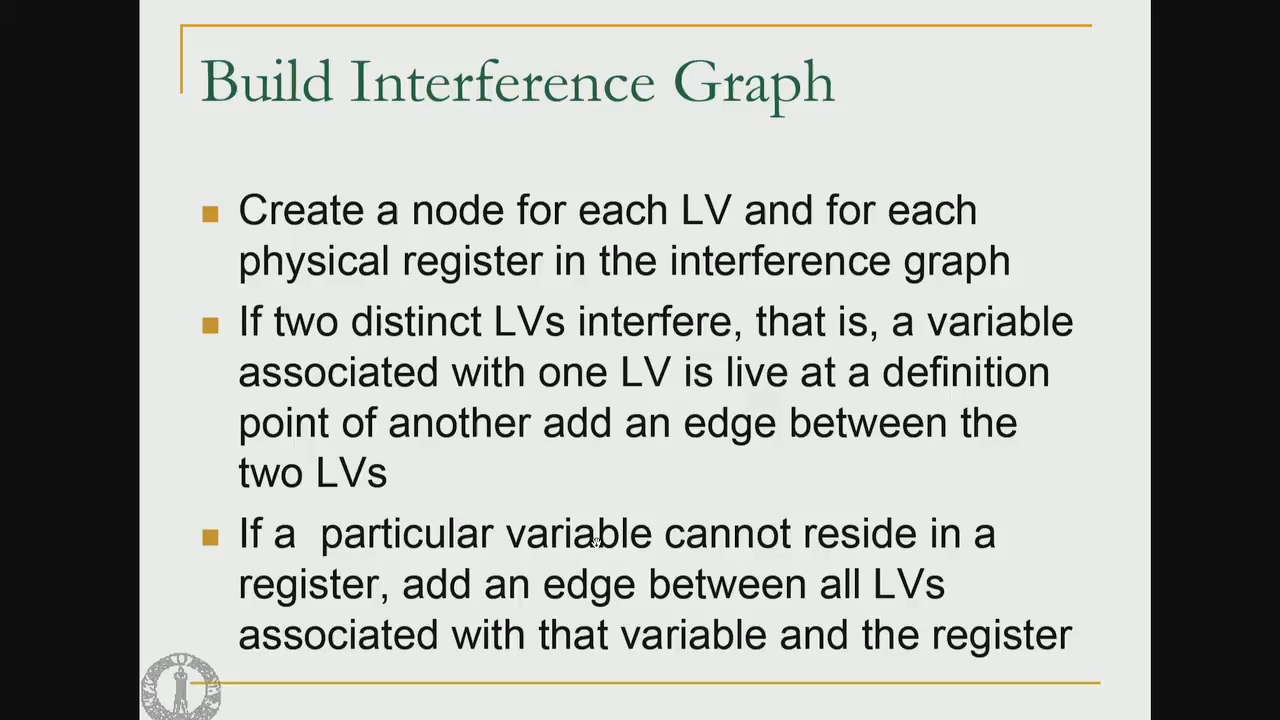 Build Interference Graph
Create a node for each LV and for each
physical register in the interference graph
If two distinct LVs interfere, that is, a variable
associated with one LV is live at a definition
point of another add an edge between the
two LVs
If a  particular variable cannot reside in a
register, add an edge between all LVs
associated with that variable and the register